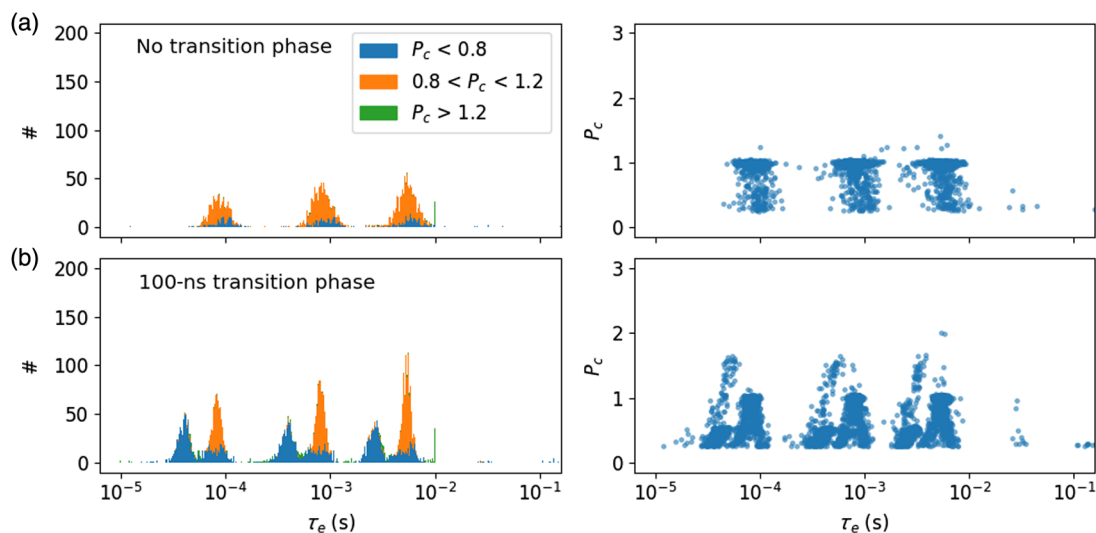 (a)
200
150
100
50
0
#
No transition phase
P_c < 0.8
0.8 < P_c < 1.2
P_c > 1.2
3
2
1
0
P_c
(b)
200
150
100
50
0
#
100-ns transition phase
10⁻⁵ 10⁻⁴ 10⁻³ 10⁻² 10⁻¹
τ_e (s)
3
2
1
0
P_c
10⁻⁵ 10⁻⁴ 10⁻³ 10⁻² 10⁻¹
τ_e (s)